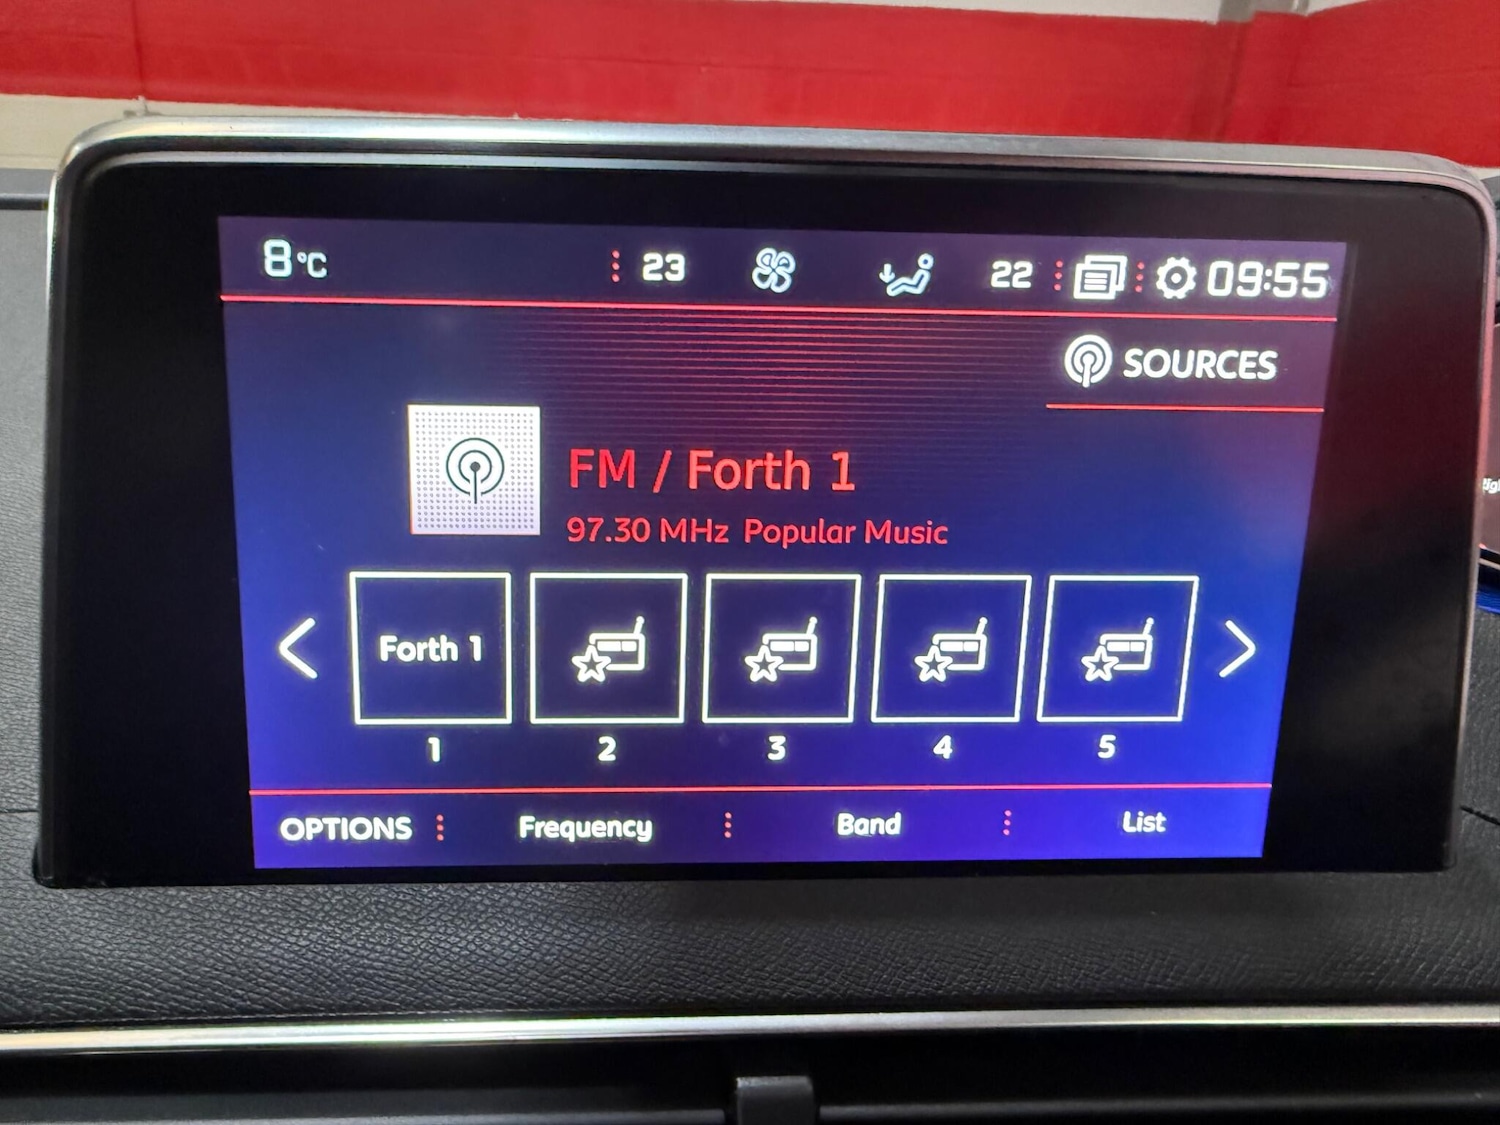 8°C 23 22 09:55
SOURCES
FM / Forth 1
97.30 MHz Popular Music
Forth 1
1 2 3 4 5
OPTIONS Frequency Band List